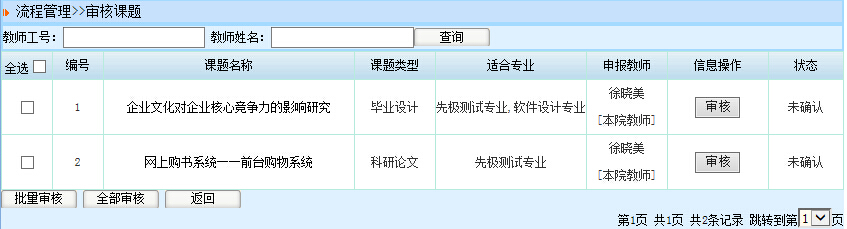 流程管理>>审核课题
教师工号： 教师姓名： 查询
全选 编号 课题名称 课题类型 适合专业 申报教师 信息操作 状态
1 企业文化对企业核心竞争力的影响研究 毕业设计 先极测试专业,软件设计专业 徐晓美 [本院教师] 审核 未确认
2 网上购书系统——前台购物系统 科研论文 先极测试专业 徐晓美 [本院教师] 审核 未确认
批量审核 全部审核 返回
第1页 共1页 共2条记录 跳转到第1页